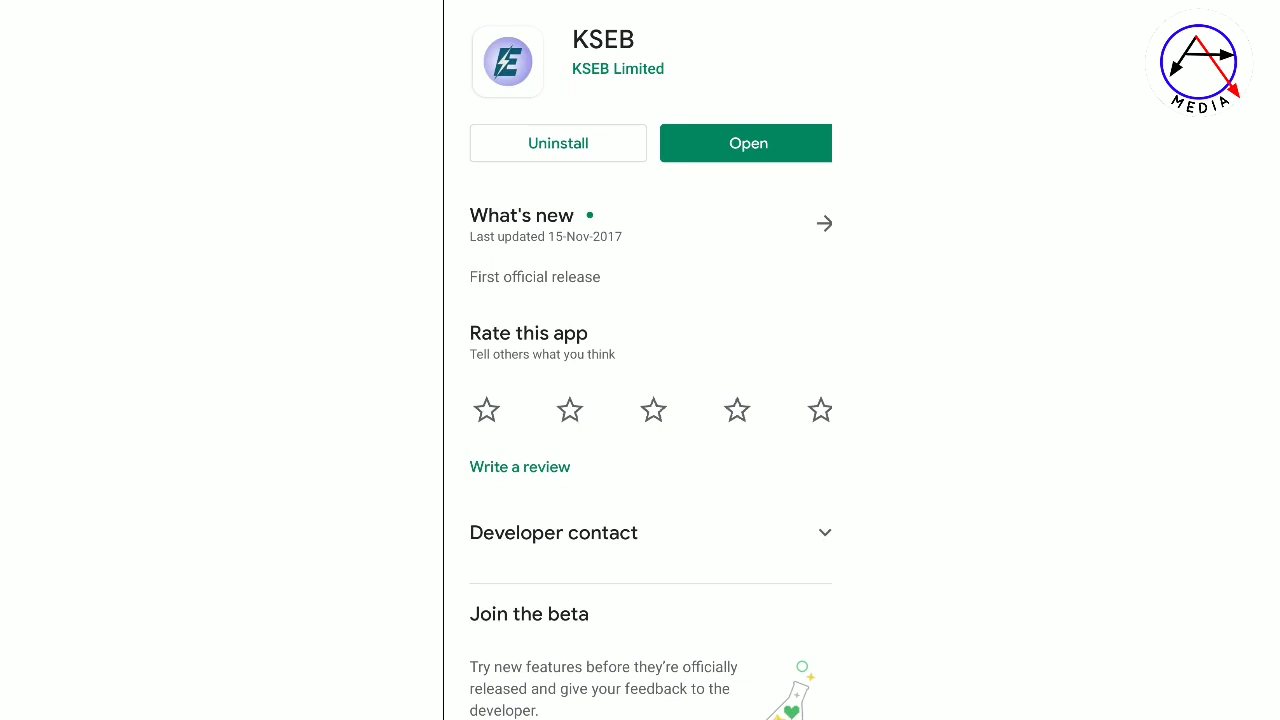 KSEB
KSEB Limited
MEDIA
Uninstall
Open
What's new
Last updated 15-Nov-2017
First official release
Rate this app
Tell others what you think
Write a review
Developer contact
Join the beta
Try new features before they're officially
released and give your feedback to the
developer.